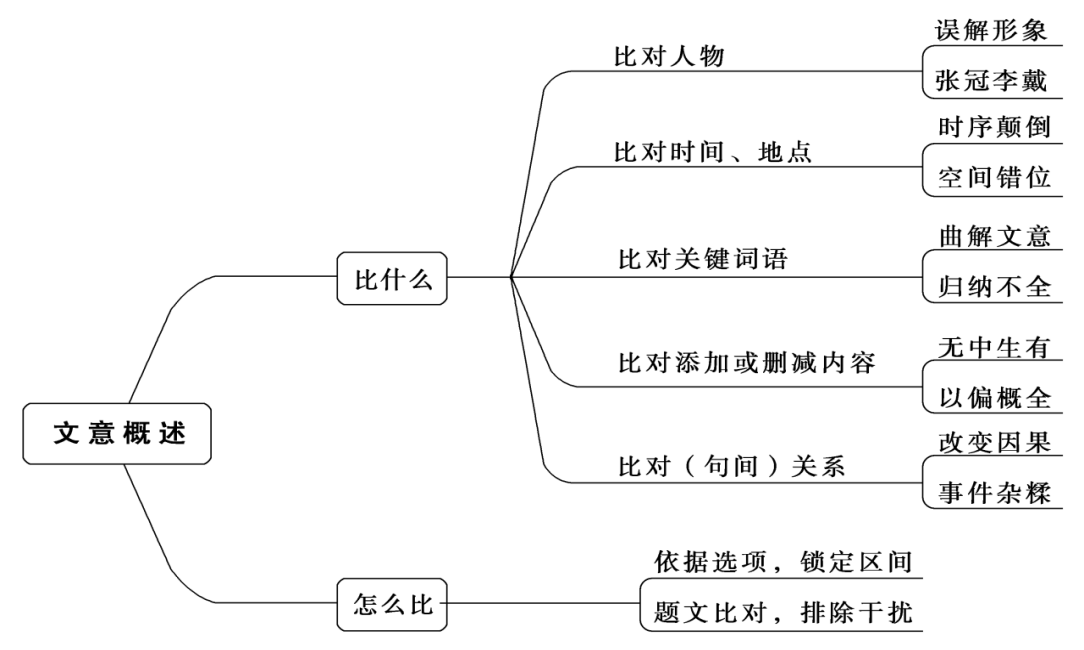 文意概述
比什么
比对人物
误解形象
张冠李戴
比对时间、地点
时序颠倒
空间错位
比对关键词语
曲解文意
归纳不全
比对添加或删减内容
无中生有
以偏概全
比对（句间）关系
改变因果
事件杂糅
怎么比
依据选项，锁定区间
题文比对，排除干扰